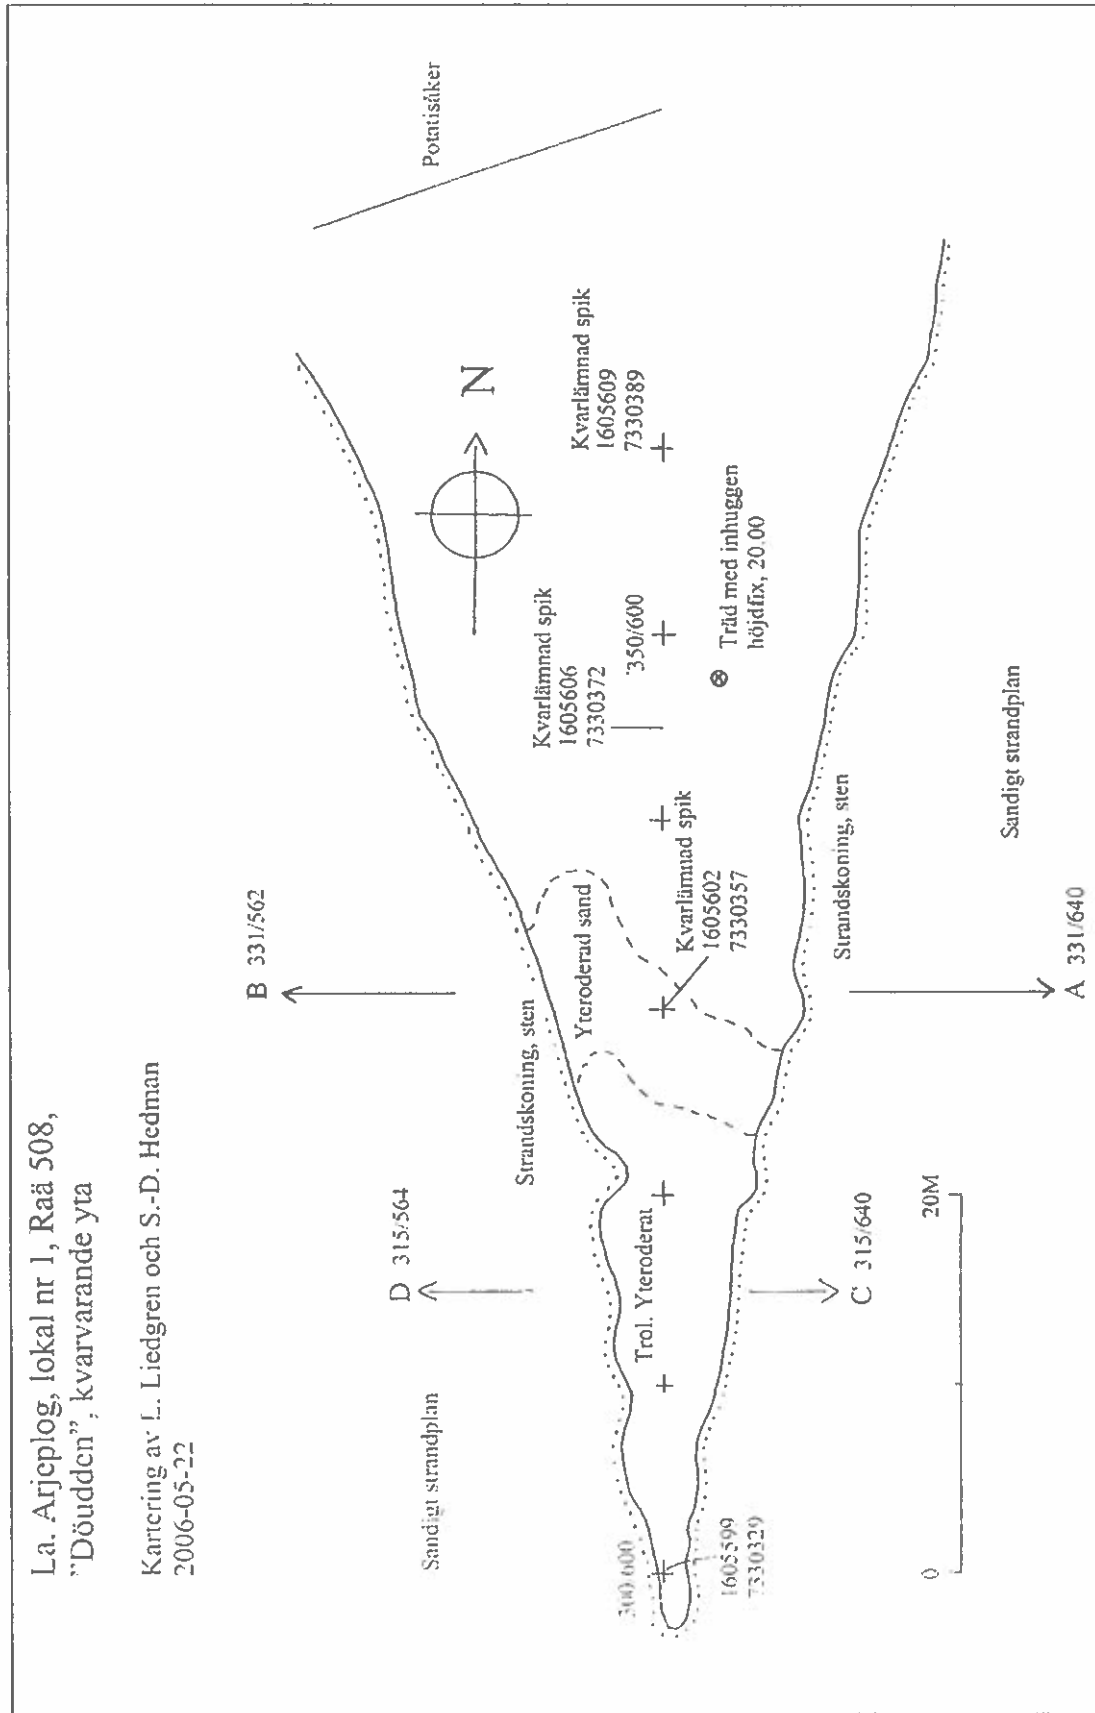 La. Arjeplog, lokal nr 1, Raä 508,
"Döudden", kvarvarande yta
Kartering av L. Liedgren och S.-D. Hedman
2006-05-22
Potatisåker
B 331/562
D 315/564
Sandigt strandplan
Strandskoning, sten
Yteroderad sand
Trol. Yteroderat
N
Kvarlämnad spik
1605609
7330389
Kvarlämnad spik
1605606
7330372
350/600
Träd med inhuggen
höjdfix, 20.00
Kvarlämnad spik
1605602
7330357
300/600
1605599
7330329
Strandskoning, sten
Sandigt strandplan
A 331/640
C 315/640
0
20M